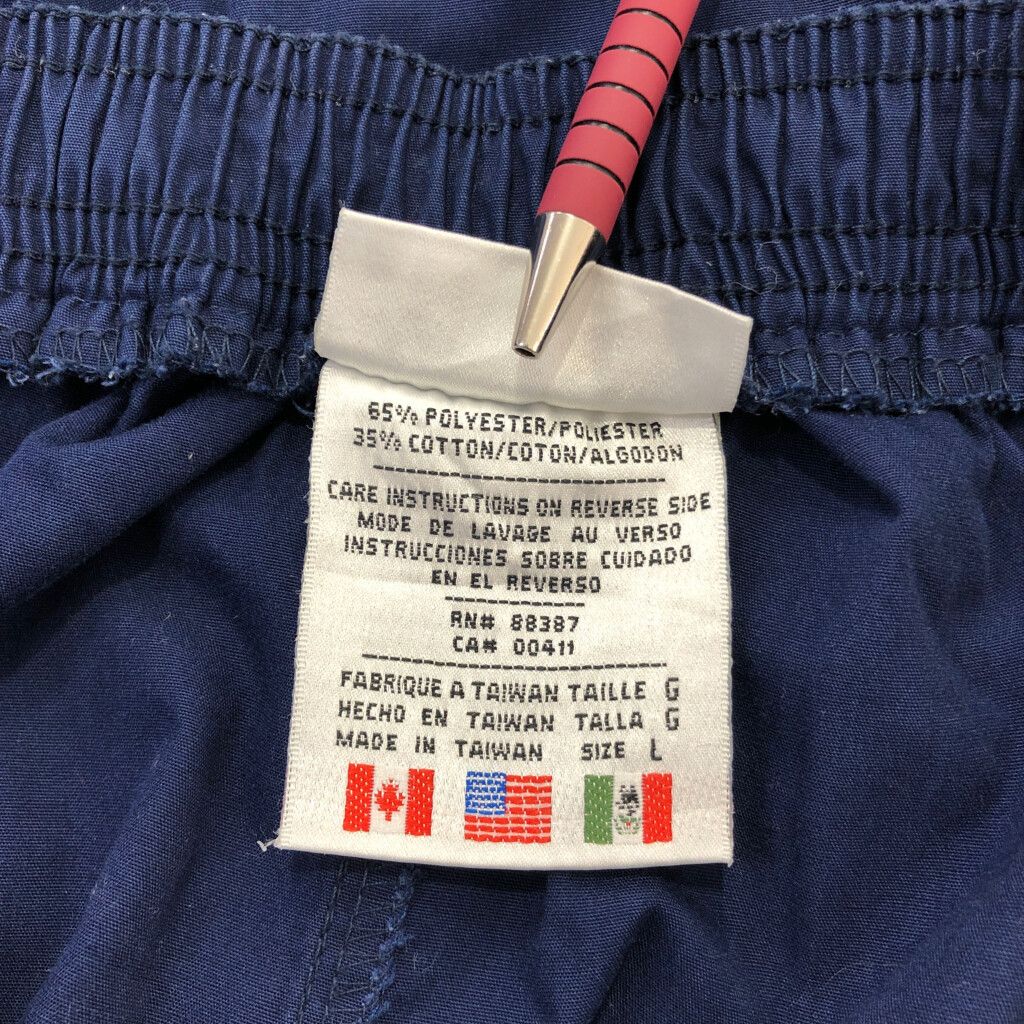 65% POLYESTER/POLIESTER
35% COTTON/COTON/ALGODON
CARE INSTRUCTIONS ON REVERSE SIDE
MODE DE LAVAGE AU VERSO
INSTRUCCIONES SOBRE CUIDADO
EN EL REVERSO
RN# 88387
CA# 00411
FABRIQUE A TAIWAN TAILLE G
HECHO EN TAIWAN TALLA G
MADE IN TAIWAN SIZE L